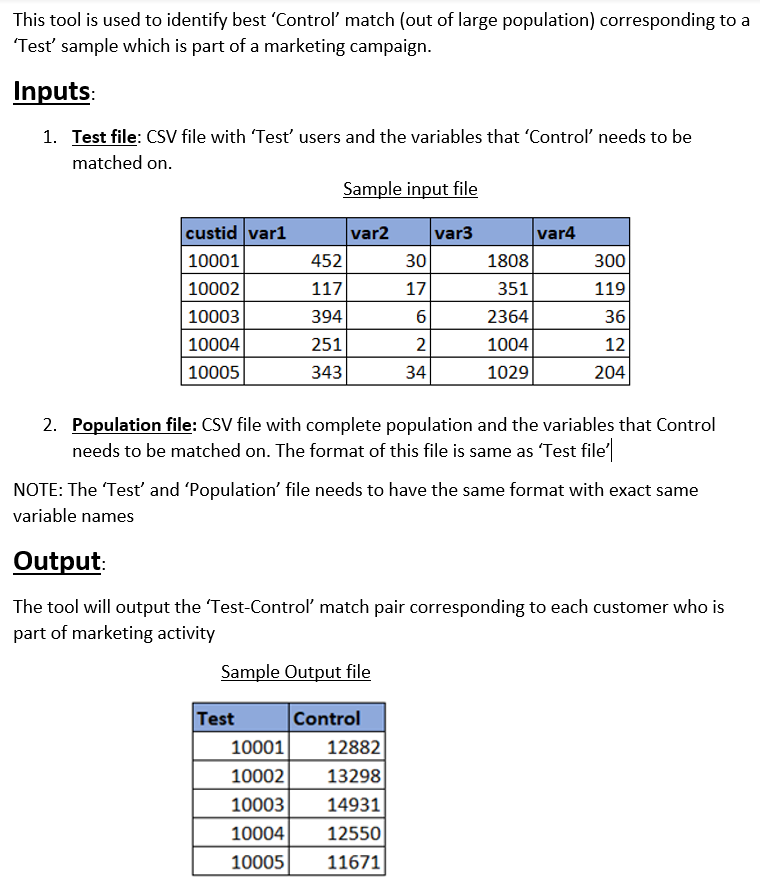 This tool is used to identify best ‘Control’ match (out of large population) corresponding to a
‘Test’ sample which is part of a marketing campaign.
Inputs:
1. Test file: CSV file with ‘Test’ users and the variables that ‘Control’ needs to be
matched on.
Sample input file
custid var1 var2 var3 var4
10001 452 30 1808 300
10002 117 17 351 119
10003 394 6 2364 36
10004 251 2 1004 12
10005 343 34 1029 204
2. Population file: CSV file with complete population and the variables that Control
needs to be matched on. The format of this file is same as ‘Test file’
NOTE: The ‘Test’ and ‘Population’ file needs to have the same format with exact same
variable names
Output:
The tool will output the ‘Test-Control’ match pair corresponding to each customer who is
part of marketing activity
Sample Output file
Test Control
10001 12882
10002 13298
10003 14931
10004 12550
10005 11671